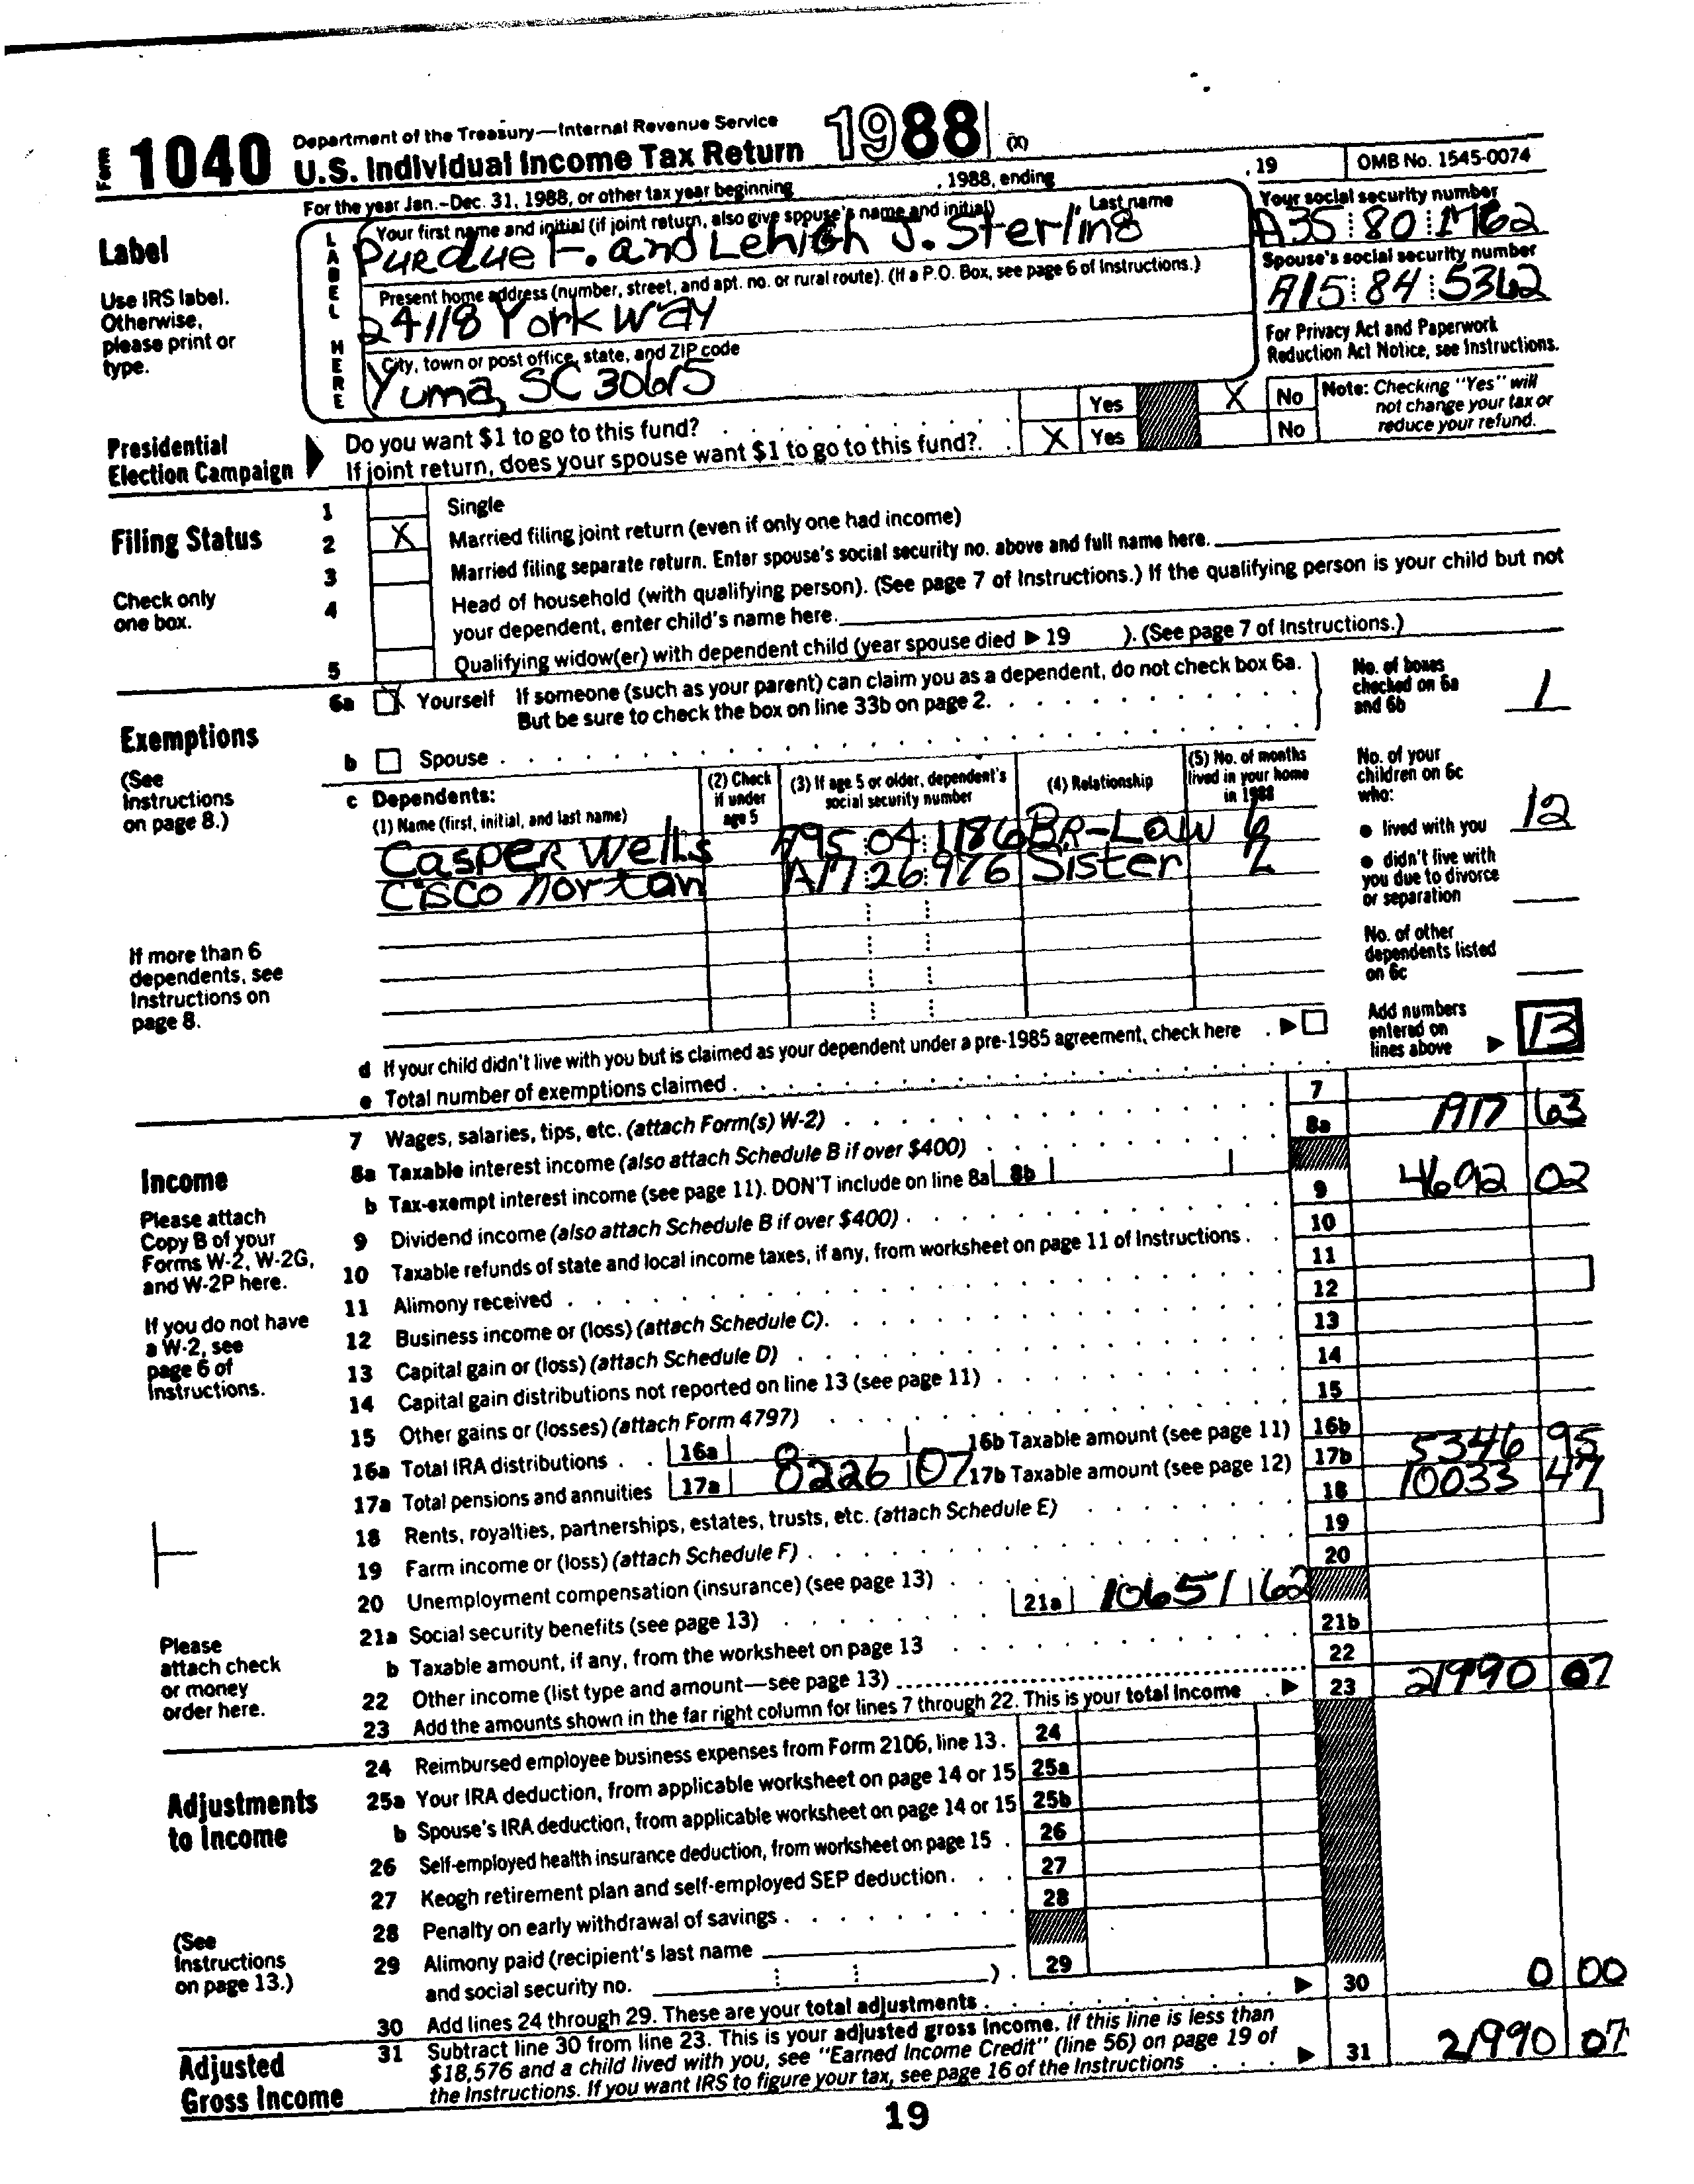 Form 1040 Department of the Treasury—Internal Revenue Service
U.S. Individual Income Tax Return 1988 (X)
For the year Jan.–Dec. 31, 1988, or other tax year beginning , 1988, ending , 19 OMB No. 1545-0074
Label
Use IRS label.
Otherwise,
please print or
type.
LABEL HERE
Your first name and initial (if joint return, also give spouse's name and initial) Last name
Purdue F. and Lehigh J. Sterling
Your social security number
A35 80 1762
Present home address (number, street, and apt. no. or rural route). (If a P.O. Box, see page 6 of Instructions.)
24118 York Way
Spouse's social security number
A15 84 5362
City, town or post office, state, and ZIP code
Yuma, SC 30615
For Privacy Act and Paperwork
Reduction Act Notice, see Instructions.
Presidential
Election Campaign
Do you want $1 to go to this fund? Yes X No
If joint return, does your spouse want $1 to go to this fund? X Yes No
Note: Checking "Yes" will
not change your tax or
reduce your refund.
Filing Status
Check only
one box.
1 Single
2 X Married filing joint return (even if only one had income)
3 Married filing separate return. Enter spouse's social security no. above and full name here.
4 Head of household (with qualifying person). (See page 7 of Instructions.) If the qualifying person is your child but not
your dependent, enter child's name here.
5 Qualifying widow(er) with dependent child (year spouse died ▶ 19 ). (See page 7 of Instructions.)
Exemptions
(See
Instructions
on page 8.)
6a X Yourself If someone (such as your parent) can claim you as a dependent, do not check box 6a.
But be sure to check the box on line 33b on page 2.
b Spouse
No. of boxes
checked on 6a
and 6b 1
c Dependents:
(1) Name (first, initial, and last name)
(2) Check
if under
age 5
(3) If age 5 or older, dependent's
social security number
(4) Relationship
(5) No. of months
lived in your home
in 1988
Casper Wells A95 04 1186 BR-Law 6
Cisco Nortan A17 26 976 Sister
No. of your
children on 6c
who:
● lived with you 12
● didn't live with
you due to divorce
or separation
No. of other
dependents listed
on 6c
If more than 6
dependents, see
Instructions on
page 8.
d If your child didn't live with you but is claimed as your dependent under a pre-1985 agreement, check here ▶
e Total number of exemptions claimed
Add numbers
entered on
lines above ▶ 13
Income
Please attach
Copy B of your
Forms W-2, W-2G,
and W-2P here.
If you do not have
a W-2, see
page 6 of
Instructions.
Please
attach check
or money
order here.
7 Wages, salaries, tips, etc. (attach Form(s) W-2) 7
8a Taxable interest income (also attach Schedule B if over $400) 8a 1917 63
b Tax-exempt interest income (see page 11). DON'T include on line 8a 8b
9 Dividend income (also attach Schedule B if over $400) 9 4692 02
10 Taxable refunds of state and local income taxes, if any, from worksheet on page 11 of Instructions 10
11 Alimony received 11
12 Business income or (loss) (attach Schedule C) 12
13 Capital gain or (loss) (attach Schedule D) 13
14 Capital gain distributions not reported on line 13 (see page 11) 14
15 Other gains or (losses) (attach Form 4797) 15
16a Total IRA distributions 16a 0 16b Taxable amount (see page 11) 16b
17a Total pensions and annuities 17a 8226 07 17b Taxable amount (see page 12) 17b 5346 95
18 Rents, royalties, partnerships, estates, trusts, etc. (attach Schedule E) 18 10033 47
19 Farm income or (loss) (attach Schedule F) 19
20 Unemployment compensation (insurance) (see page 13) 20
21a Social security benefits (see page 13) 21a 10651 62
b Taxable amount, if any, from the worksheet on page 13 21b
22 Other income (list type and amount—see page 13) 22
23 Add the amounts shown in the far right column for lines 7 through 22. This is your total income ▶ 23 21990 07
Adjustments
to Income
(See
Instructions
on page 13.)
24 Reimbursed employee business expenses from Form 2106, line 13. 24
25a Your IRA deduction, from applicable worksheet on page 14 or 15 25a
b Spouse's IRA deduction, from applicable worksheet on page 14 or 15 25b
26 Self-employed health insurance deduction, from worksheet on page 15 26
27 Keogh retirement plan and self-employed SEP deduction 27
28 Penalty on early withdrawal of savings 28
29 Alimony paid (recipient's last name
and social security no. ) 29
30 Add lines 24 through 29. These are your total adjustments ▶ 30 0 00
Adjusted
Gross Income
31 Subtract line 30 from line 23. This is your adjusted gross income. If this line is less than
$18,576 and a child lived with you, see "Earned Income Credit" (line 56) on page 19 of
the Instructions. If you want IRS to figure your tax, see page 16 of the Instructions ▶ 31 21990 07
19